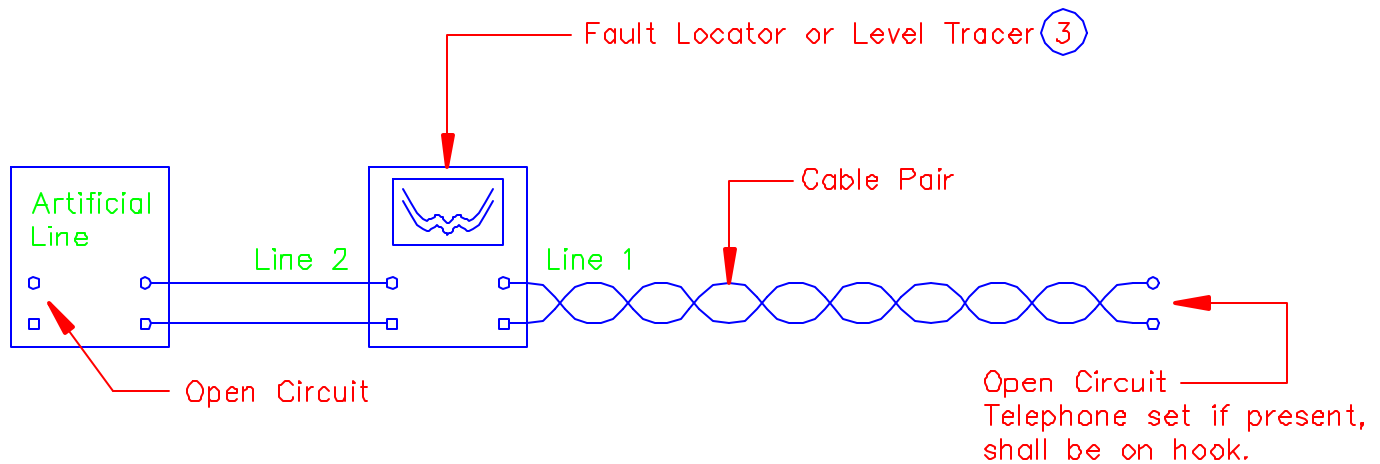 Fault Locator or Level Tracer 3
Cable Pair
Artificial
Line
Line 2
Line 1
Open Circuit
Open Circuit
Telephone set if present,
shall be on hook.